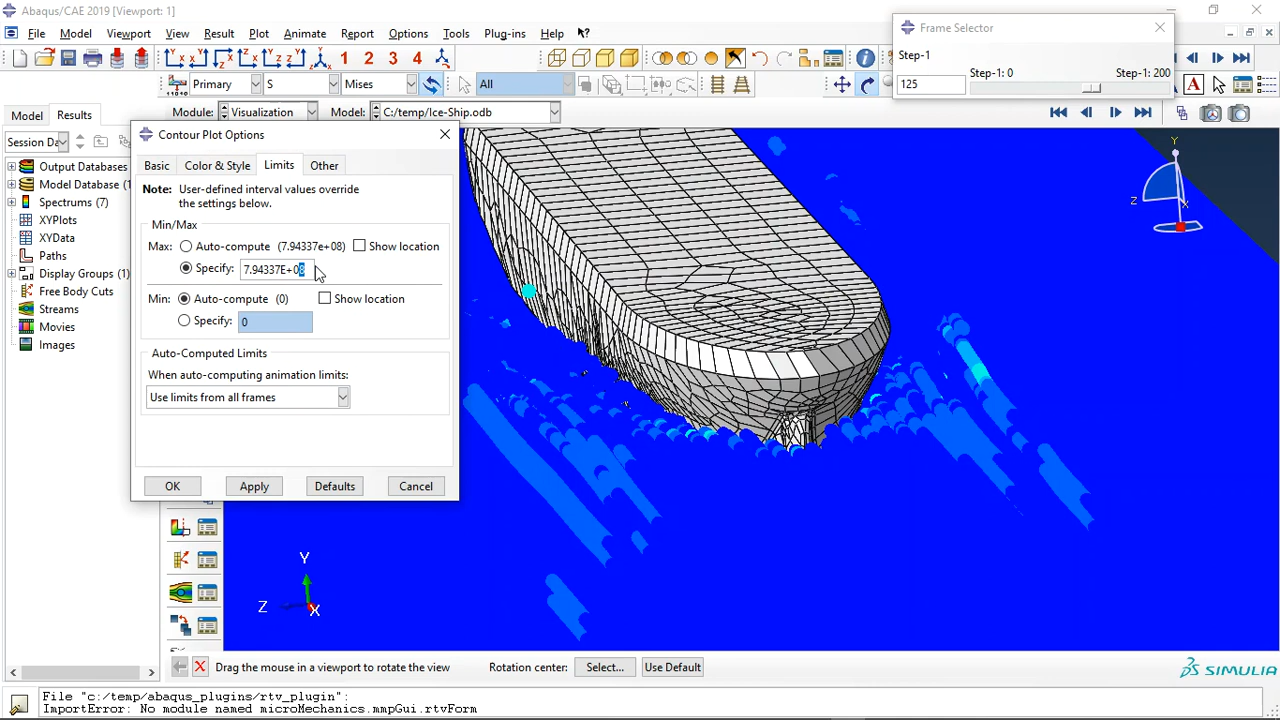 Abaqus/CAE 2019 [Viewport: 1]
File Model Viewport View Result Plot Animate Report Options Tools Plug-ins Help
Frame Selector
Step-1
125
Step-1: 0
Step-1: 200
1 2 3 4
Primary S Mises All
Model Results
Module: Visualization Model: C:/temp/Ice-Ship.odb
Session Da
Output Databases
Model Database (1
Spectrums (7)
XYPlots
XYData
Paths
Display Groups (1)
Free Body Cuts
Streams
Movies
Images
Contour Plot Options
Basic Color & Style Limits Other
Note: User-defined interval values override
the settings below.
Min/Max
Max: Auto-compute (7.94337e+08) Show location
Specify: 7.94337E+08
Min: Auto-compute (0) Show location
Specify: 0
Auto-Computed Limits
When auto-computing animation limits:
Use limits from all frames
OK Apply Defaults Cancel
Y
Z
X
Y
Z
X
Drag the mouse in a viewport to rotate the view Rotation center: Select... Use Default
SIMULIA
File "c:/temp/abaqus_plugins/rtv_plugin":
ImportError: No module named microMechanics.mmpGui.rtvForm